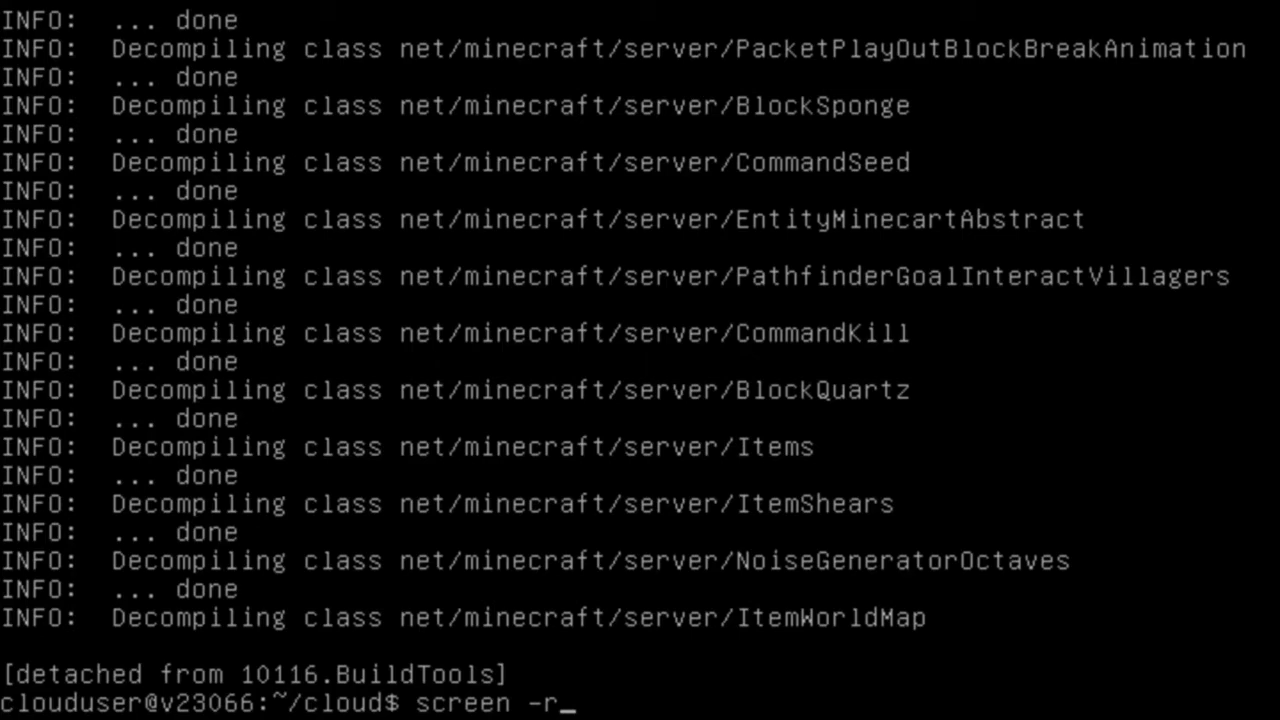 INFO:  ... done
INFO:  Decompiling class net/minecraft/server/PacketPlayOutBlockBreakAnimation
INFO:  ... done
INFO:  Decompiling class net/minecraft/server/BlockSponge
INFO:  ... done
INFO:  Decompiling class net/minecraft/server/CommandSeed
INFO:  ... done
INFO:  Decompiling class net/minecraft/server/EntityMinecartAbstract
INFO:  ... done
INFO:  Decompiling class net/minecraft/server/PathfinderGoalInteractVillagers
INFO:  ... done
INFO:  Decompiling class net/minecraft/server/CommandKill
INFO:  ... done
INFO:  Decompiling class net/minecraft/server/BlockQuartz
INFO:  ... done
INFO:  Decompiling class net/minecraft/server/Items
INFO:  ... done
INFO:  Decompiling class net/minecraft/server/ItemShears
INFO:  ... done
INFO:  Decompiling class net/minecraft/server/NoiseGeneratorOctaves
INFO:  ... done
INFO:  Decompiling class net/minecraft/server/ItemWorldMap
[detached from 10116.BuildTools]
clouduser@v23066:~/cloud$ screen -r_